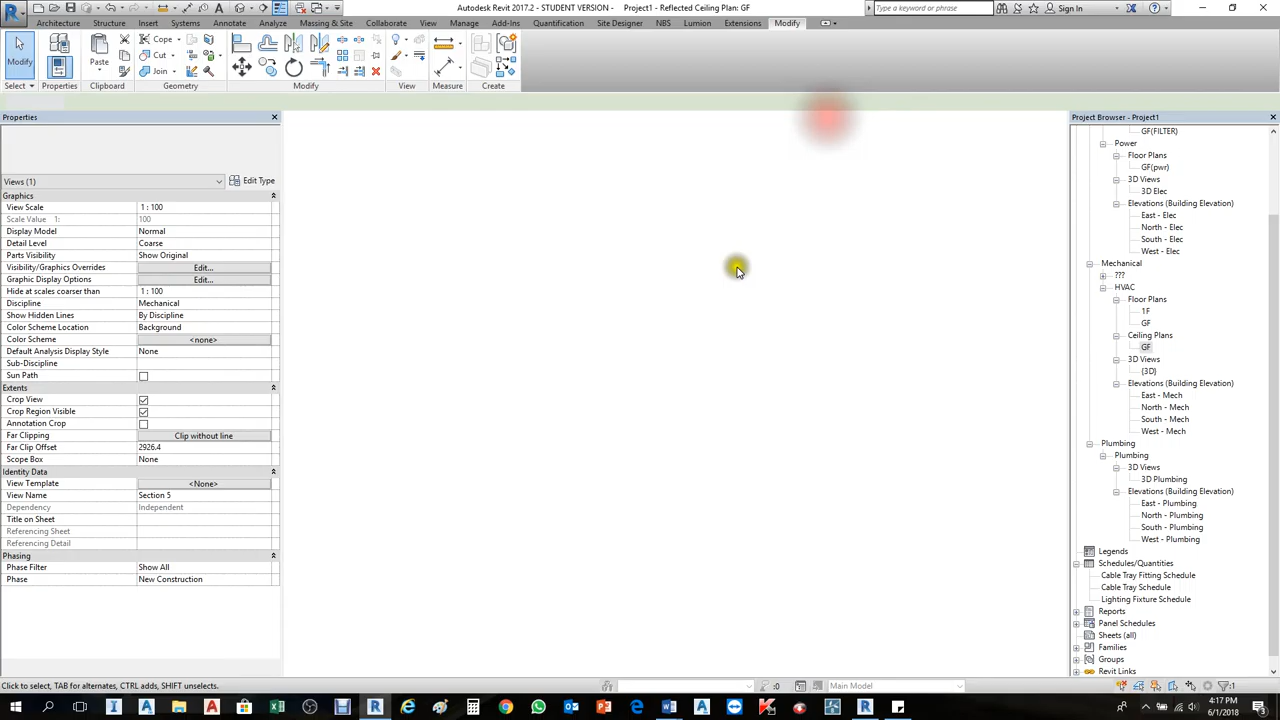 Autodesk Revit 2017.2 - STUDENT VERSION - Project1 - Reflected Ceiling Plan: GF
Type a keyword or phrase
Sign In
Architecture Structure Insert Systems Annotate Analyze Massing & Site Collaborate View Manage Add-Ins Quantification Site Designer NBS Lumion Extensions Modify
Modify
Paste
Cope
Cut
Join
Select Properties Clipboard Geometry Modify View Measure Create
Properties
Project Browser - Project1
Views (1)
Edit Type
Graphics
View Scale 1 : 100
Scale Value 1: 100
Display Model Normal
Detail Level Coarse
Parts Visibility Show Original
Visibility/Graphics Overrides Edit...
Graphic Display Options Edit...
Hide at scales coarser than 1 : 100
Discipline Mechanical
Show Hidden Lines By Discipline
Color Scheme Location Background
Color Scheme <none>
Default Analysis Display Style None
Sub-Discipline
Sun Path
Extents
Crop View
Crop Region Visible
Annotation Crop
Far Clipping Clip without line
Far Clip Offset 2926.4
Scope Box None
Identity Data
View Template <None>
View Name Section 5
Dependency Independent
Title on Sheet
Referencing Sheet
Referencing Detail
Phasing
Phase Filter Show All
Phase New Construction
GF(FILTER)
Power
Floor Plans
GF(pwr)
3D Views
3D Elec
Elevations (Building Elevation)
East - Elec
North - Elec
South - Elec
West - Elec
Mechanical
???
HVAC
Floor Plans
1F
GF
Ceiling Plans
GF
3D Views
{3D}
Elevations (Building Elevation)
East - Mech
North - Mech
South - Mech
West - Mech
Plumbing
Plumbing
3D Views
3D Plumbing
Elevations (Building Elevation)
East - Plumbing
North - Plumbing
South - Plumbing
West - Plumbing
Legends
Schedules/Quantities
Cable Tray Fitting Schedule
Cable Tray Schedule
Lighting Fixture Schedule
Reports
Panel Schedules
Sheets (all)
Families
Groups
Revit Links
Click to select, TAB for alternates, CTRL adds, SHIFT unselects.
:0
Main Model
:1
4:17 PM
6/1/2018